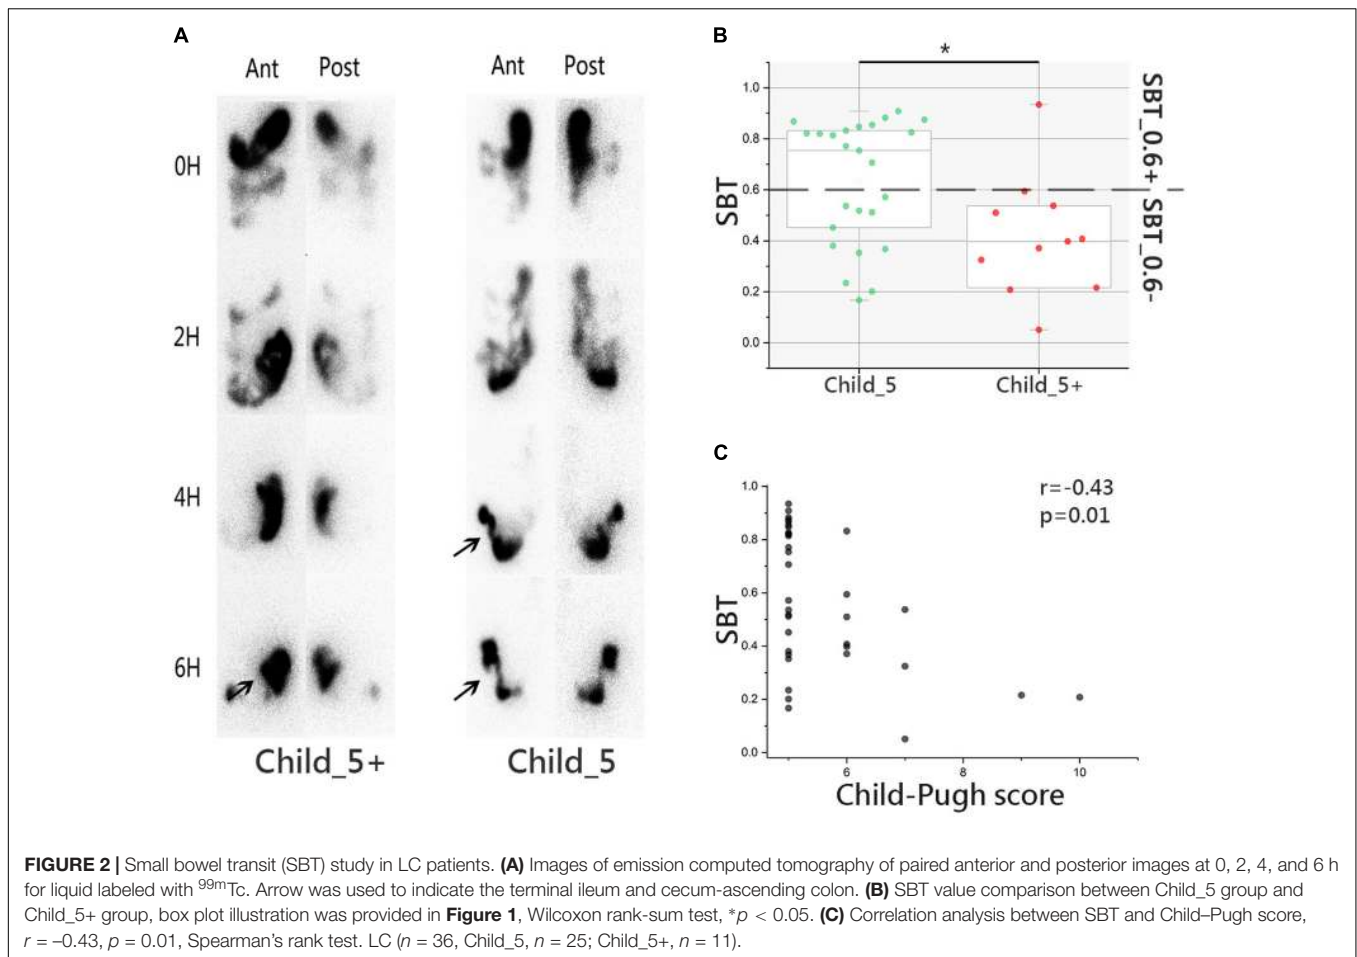 A
Ant Post
Ant Post
0H
2H
4H
6H
Child_5+
Child_5
B
*
SBT
1.0
0.8
0.6
0.4
0.2
0.0
Child_5
Child_5+
SBT_0.6+
SBT_0.6-
C
r=-0.43
p=0.01
SBT
1.0
0.8
0.6
0.4
0.2
0.0
6
8
10
Child-Pugh score
FIGURE 2 | Small bowel transit (SBT) study in LC patients. (A) Images of emission computed tomography of paired anterior and posterior images at 0, 2, 4, and 6 h
for liquid labeled with 99mTc. Arrow was used to indicate the terminal ileum and cecum-ascending colon. (B) SBT value comparison between Child_5 group and
Child_5+ group, box plot illustration was provided in Figure 1, Wilcoxon rank-sum test, *p < 0.05. (C) Correlation analysis between SBT and Child–Pugh score,
r = –0.43, p = 0.01, Spearman's rank test. LC (n = 36, Child_5, n = 25; Child_5+, n = 11).